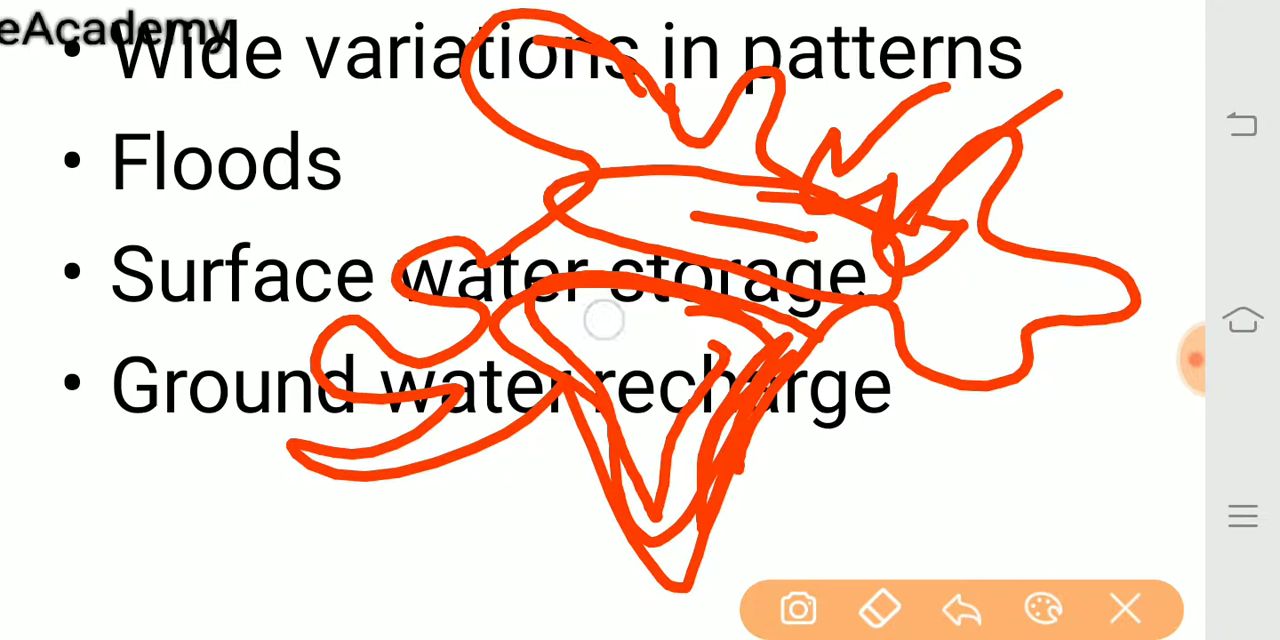 eAcademy
• Wide variations in patterns
• Floods
• Surface water storage
• Ground water recharge